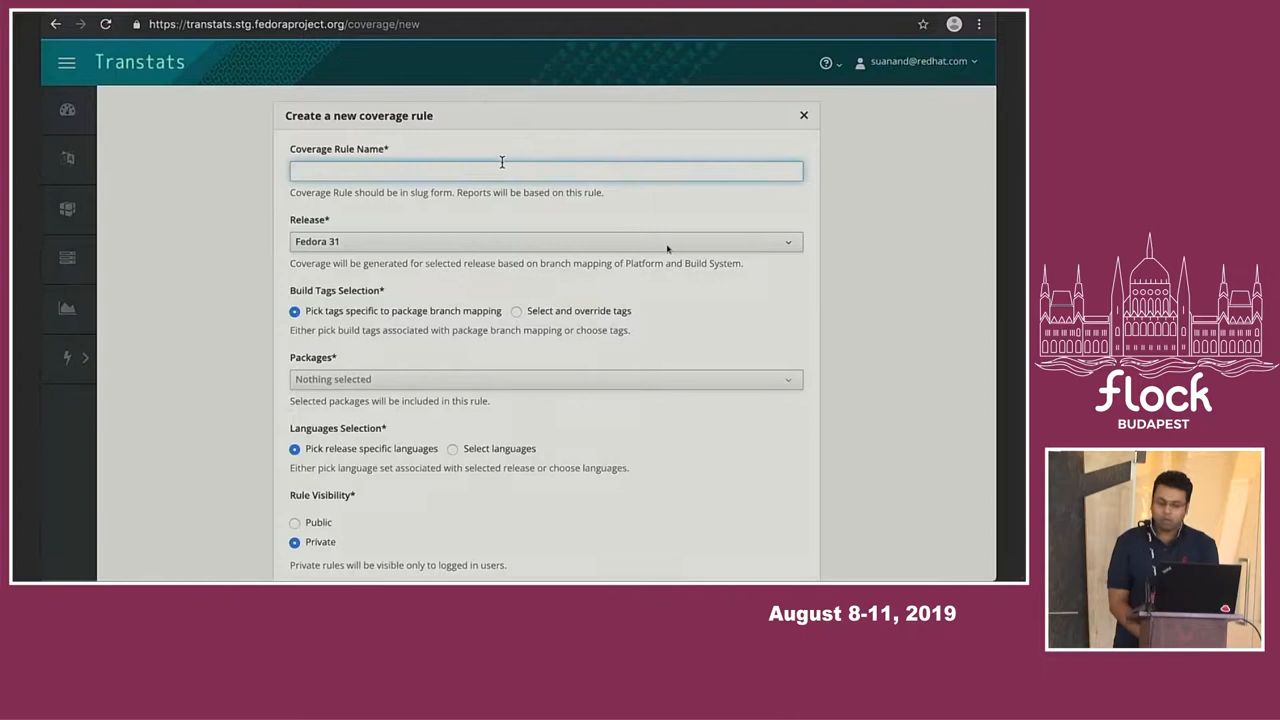 https://transtats.stg.fedoraproject.org/coverage/new
Transtats
suanand@redhat.com
Create a new coverage rule
Coverage Rule Name*
Coverage Rule should be in slug form. Reports will be based on this rule.
Release*
Fedora 31
Coverage will be generated for selected release based on branch mapping of Platform and Build System.
Build Tags Selection*
Pick tags specific to package branch mapping Select and override tags
Either pick build tags associated with package branch mapping or choose tags.
Packages*
Nothing selected
Selected packages will be included in this rule.
Languages Selection*
Pick release specific languages Select languages
Either pick language set associated with selected release or choose languages.
Rule Visibility*
Public
Private
Private rules will be visible only to logged in users.
flock
BUDAPEST
August 8-11, 2019